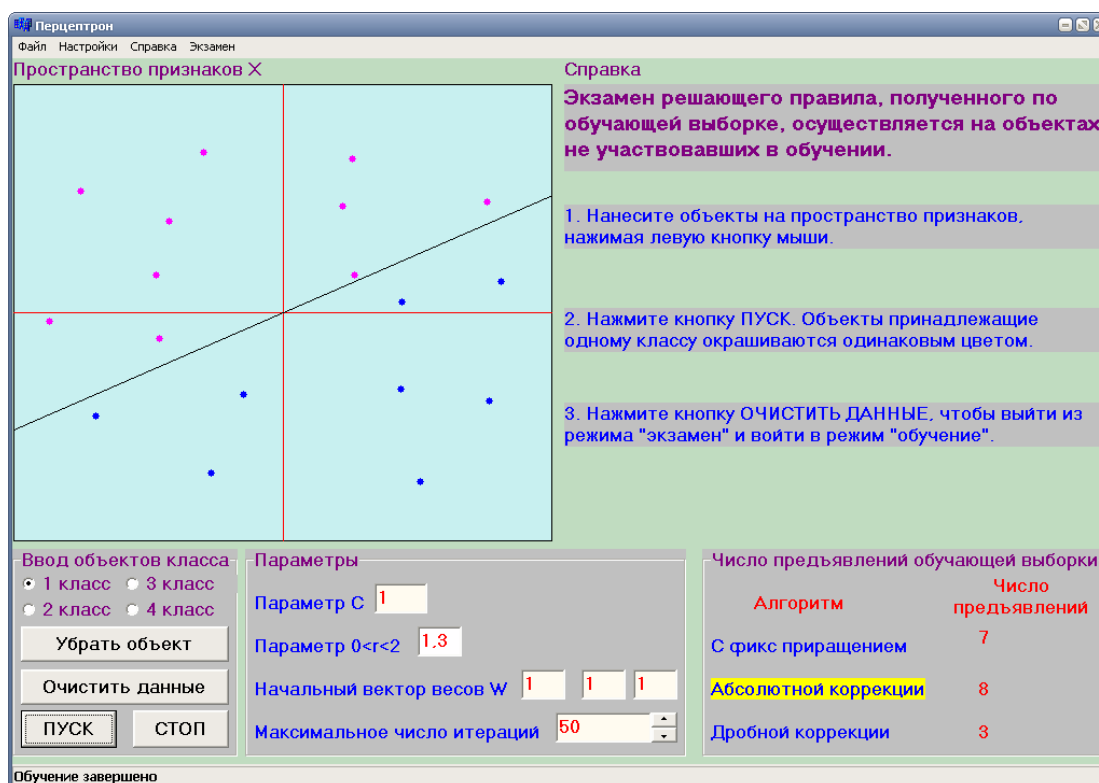 Перцептрон
Файл Настройки Справка Экзамен
Пространство признаков X
Справка
Экзамен решающего правила, полученного по
обучающей выборке, осуществляется на объектах
не участвовавших в обучении.
1. Нанесите объекты на пространство признаков,
нажимая левую кнопку мыши.
2. Нажмите кнопку ПУСК. Объекты принадлежащие
одному классу окрашиваются одинаковым цветом.
3. Нажмите кнопку ОЧИСТИТЬ ДАННЫЕ, чтобы выйти из
режима "экзамен" и войти в режим "обучение".
Ввод объектов класса
1 класс 3 класс
2 класс 4 класс
Убрать объект
Очистить данные
ПУСК СТОП
Параметры
Параметр С 1
Параметр 0<r<2 1,3
Начальный вектор весов W 1 1 1
Максимальное число итераций 50
Число предъявлений обучающей выборки
Алгоритм
Число
предъявлений
С фикс приращением 7
Абсолютной коррекции 8
Дробной коррекции 3
Обучение завершено